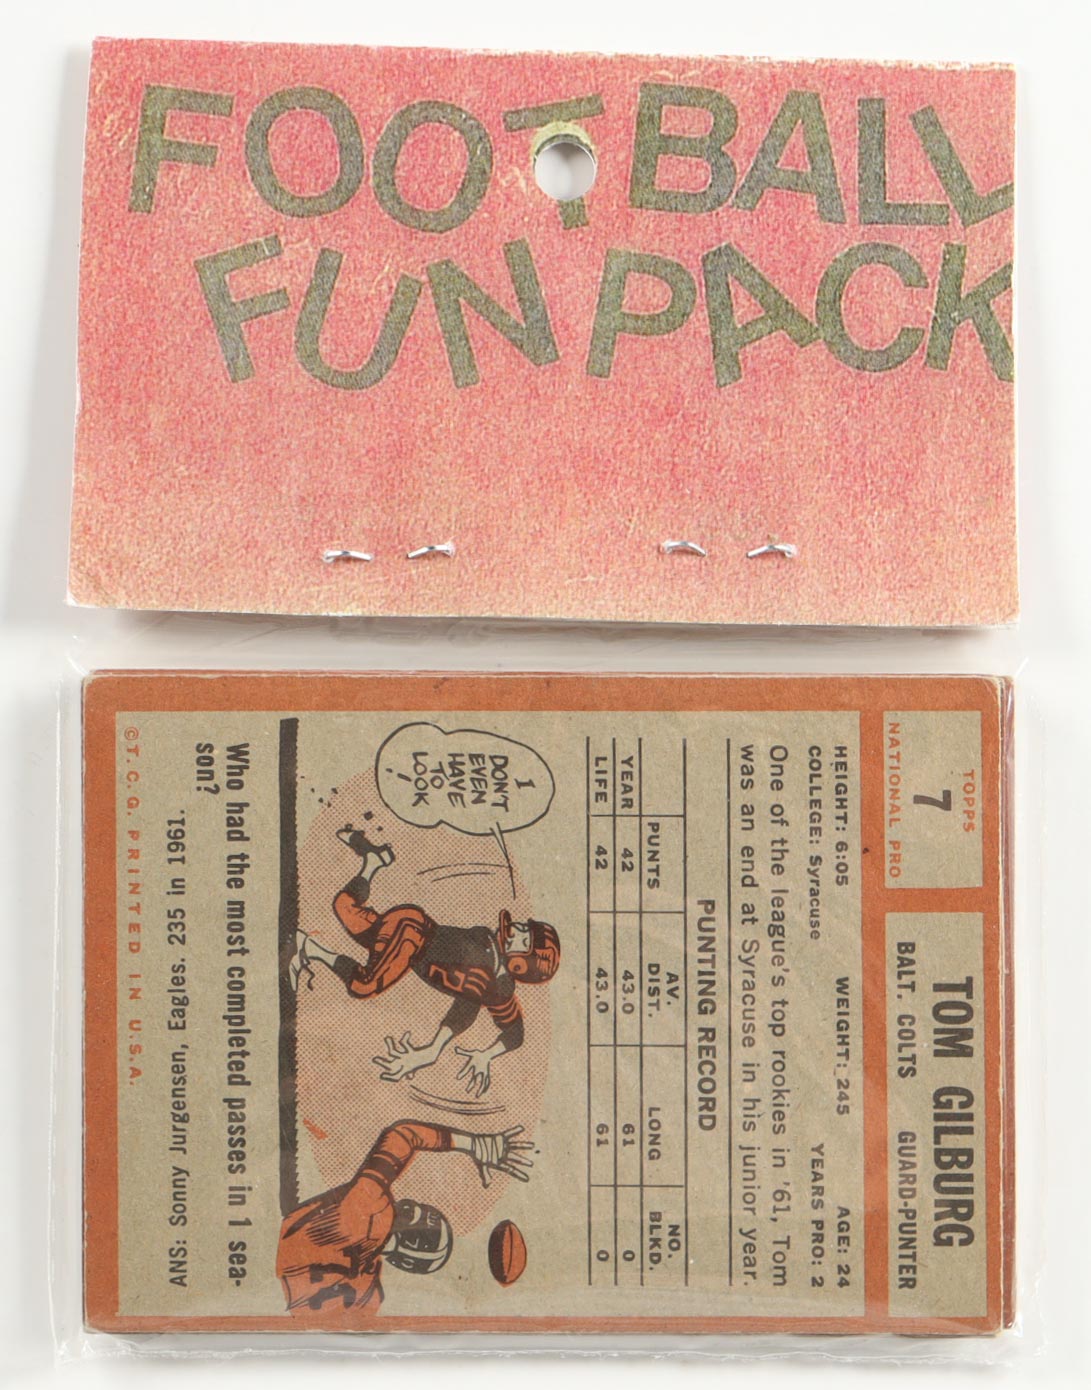 FOOTBALL
FUN PACK
TOPPS
7
NATIONAL PRO
TOM GILBURG
BALT. COLTS GUARD-PUNTER
HEIGHT: 6:05 WEIGHT: 245 AGE: 24
COLLEGE: Syracuse YEARS PRO: 2
One of the league's top rookies in '61, Tom
was an end at Syracuse in his junior year.
PUNTING RECORD
PUNTS AV. DIST. LONG NO. BLKD.
YEAR 42 43.0 61 0
LIFE 42 43.0 61 0
I
DON'T
EVEN
HAVE
TO
LOOK!
Who had the most completed passes in 1 sea-
son?
ANS: Sonny Jurgensen, Eagles. 235 in 1961.
©T.C.G. PRINTED IN U.S.A.